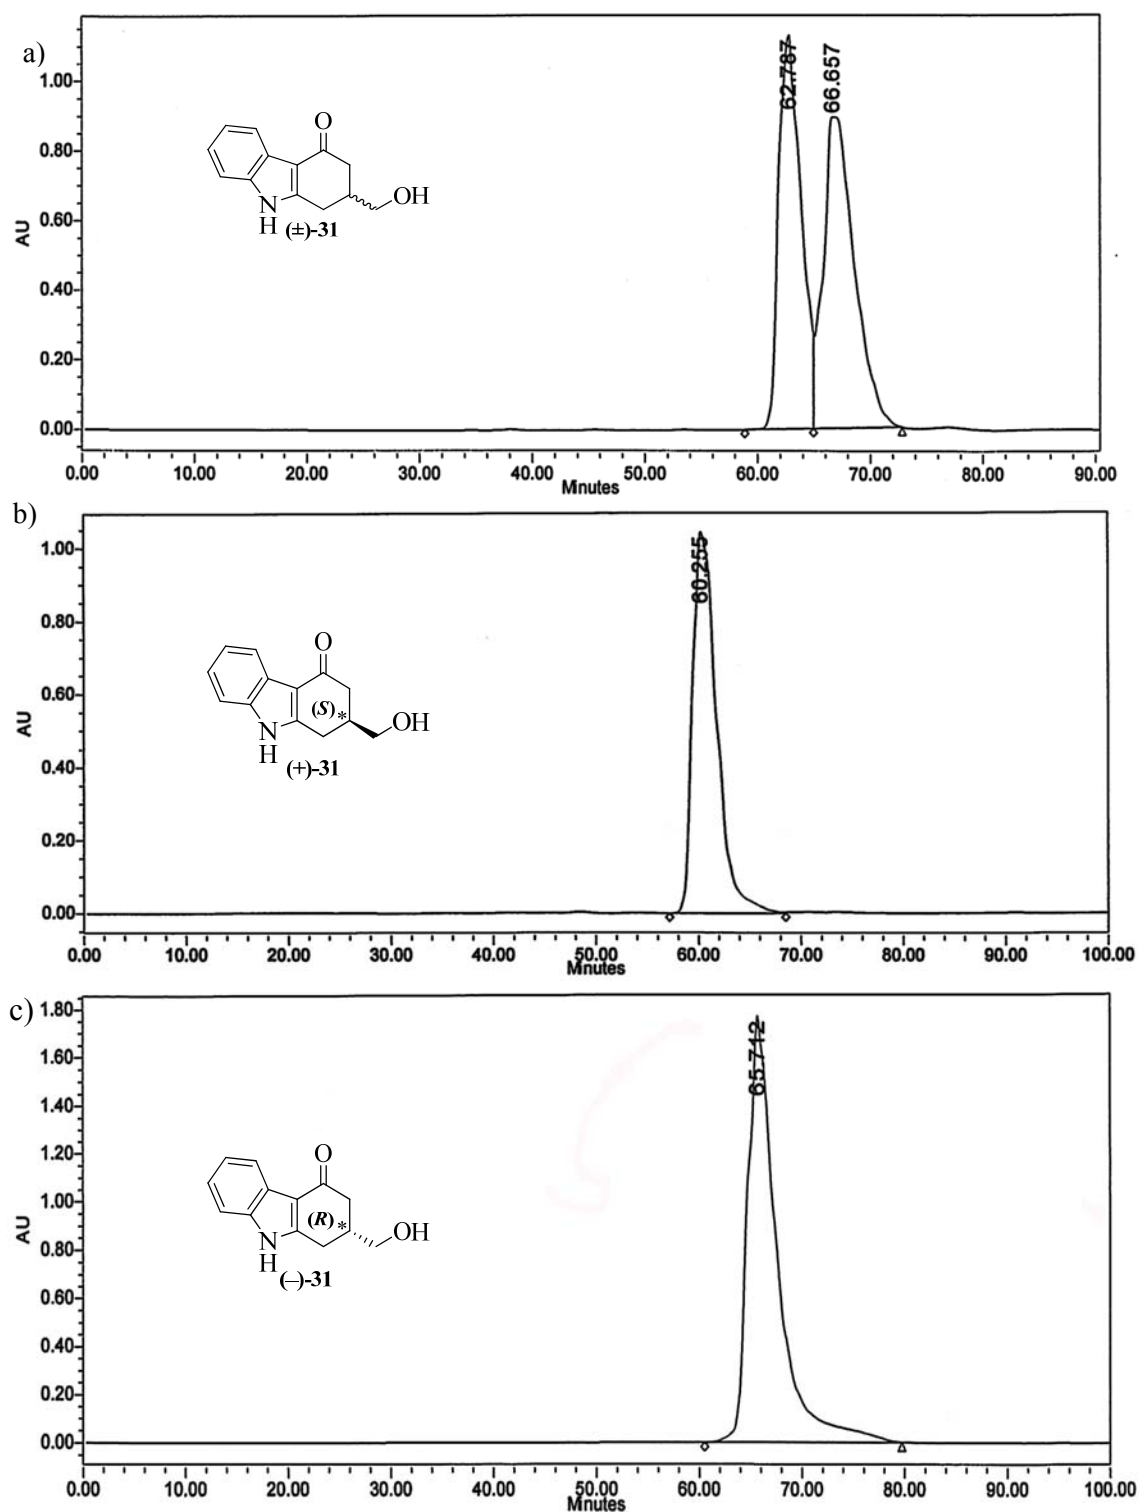 a)
1.00
0.80
0.60
0.40
0.20
0.00
AU
62.787
66.657
O
OH
N
H
(±)-31
0.00 10.00 20.00 30.00 40.00 50.00 60.00 70.00 80.00 90.00
Minutes
b)
1.00
0.80
0.60
0.40
0.20
0.00
AU
60.255
O
(S)
*
OH
N
H
(+)-31
0.00 10.00 20.00 30.00 40.00 50.00 60.00 70.00 80.00 90.00 100.00
Minutes
c)
1.80
1.60
1.40
1.20
1.00
0.80
0.60
0.40
0.20
0.00
AU
65.712
O
(R)
*
OH
N
H
(–)-31
0.00 10.00 20.00 30.00 40.00 50.00 60.00 70.00 80.00 90.00 100.00
Minutes